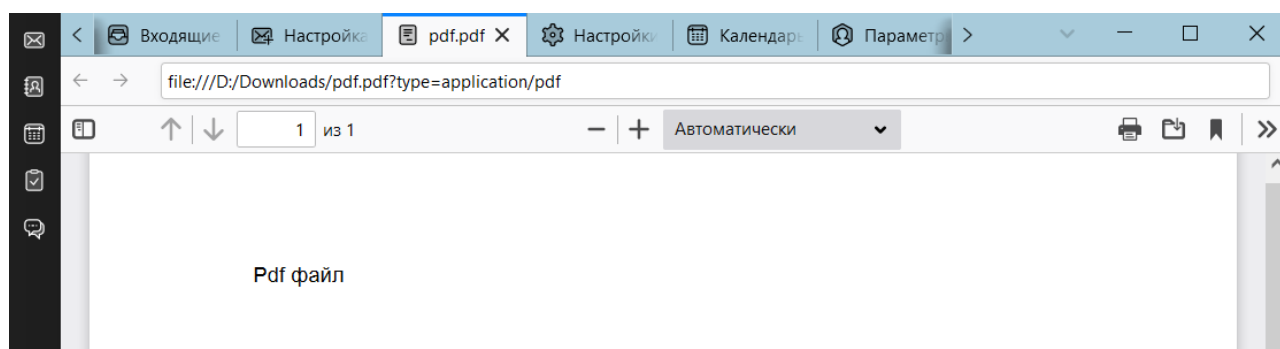 Входящие Настройка pdf.pdf Настройки Календарь Параметр
file:///D:/Downloads/pdf.pdf?type=application/pdf
1 из 1 Автоматически
Pdf файл